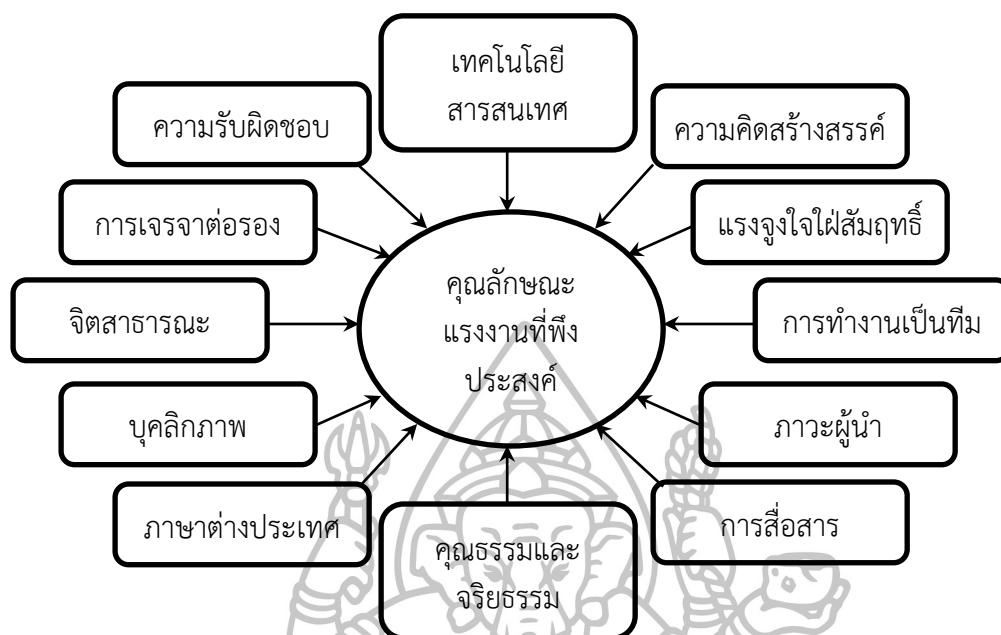 เทคโนโลยี
สารสนเทศ
ความรับผิดชอบ
ความคิดสร้างสรรค์
การเจรจาต่อรอง
แรงจูงใจใฝ่สัมฤทธิ์
จิตสาธารณะ
คุณลักษณะ
แรงงานที่พึง
ประสงค์
การทำงานเป็นทีม
บุคลิกภาพ
ภาวะผู้นำ
ภาษาต่างประเทศ
การสื่อสาร
คุณธรรมและ
จริยธรรม